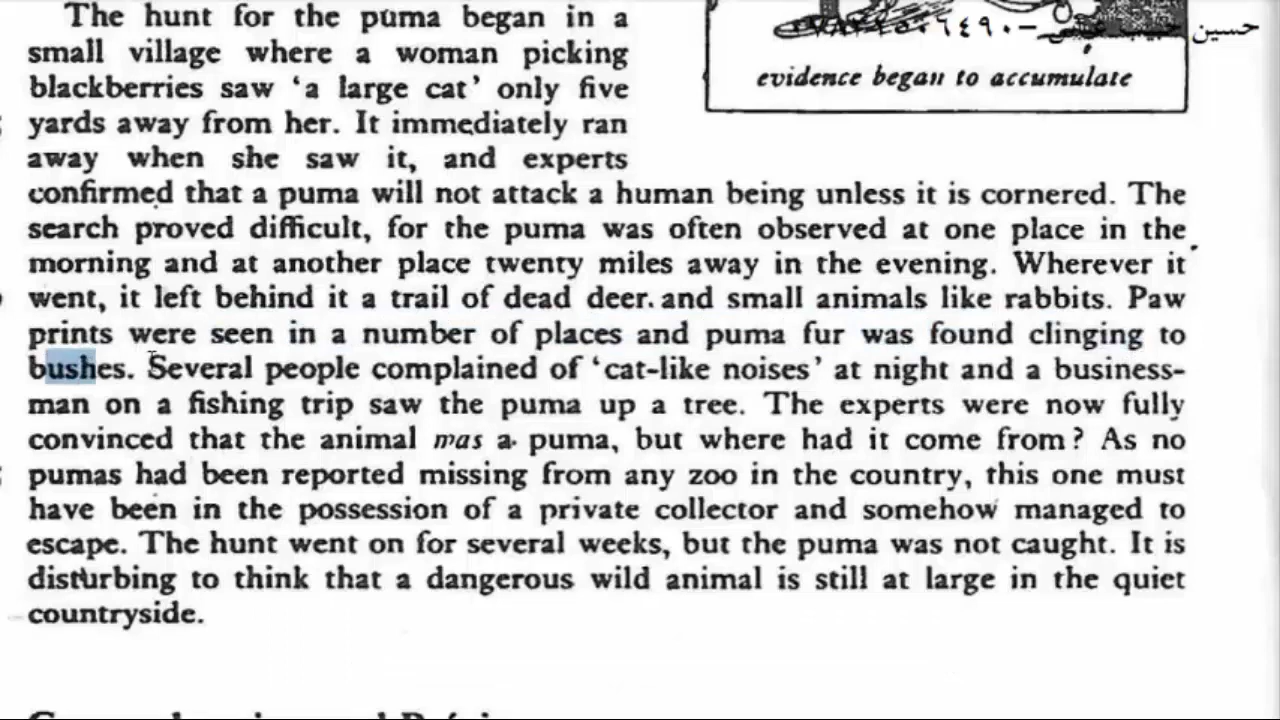 The hunt for the puma began in a
small village where a woman picking
blackberries saw ‘a large cat’ only five
yards away from her. It immediately ran
away when she saw it, and experts
confirmed that a puma will not attack a human being unless it is cornered. The
search proved difficult, for the puma was often observed at one place in the
morning and at another place twenty miles away in the evening. Wherever it
went, it left behind it a trail of dead deer and small animals like rabbits. Paw
prints were seen in a number of places and puma fur was found clinging to
bushes. Several people complained of ‘cat-like noises’ at night and a business-
man on a fishing trip saw the puma up a tree. The experts were now fully
convinced that the animal was a puma, but where had it come from? As no
pumas had been reported missing from any zoo in the country, this one must
have been in the possession of a private collector and somehow managed to
escape. The hunt went on for several weeks, but the puma was not caught. It is
disturbing to think that a dangerous wild animal is still at large in the quiet
countryside.
حسين حبيب
evidence began to accumulate